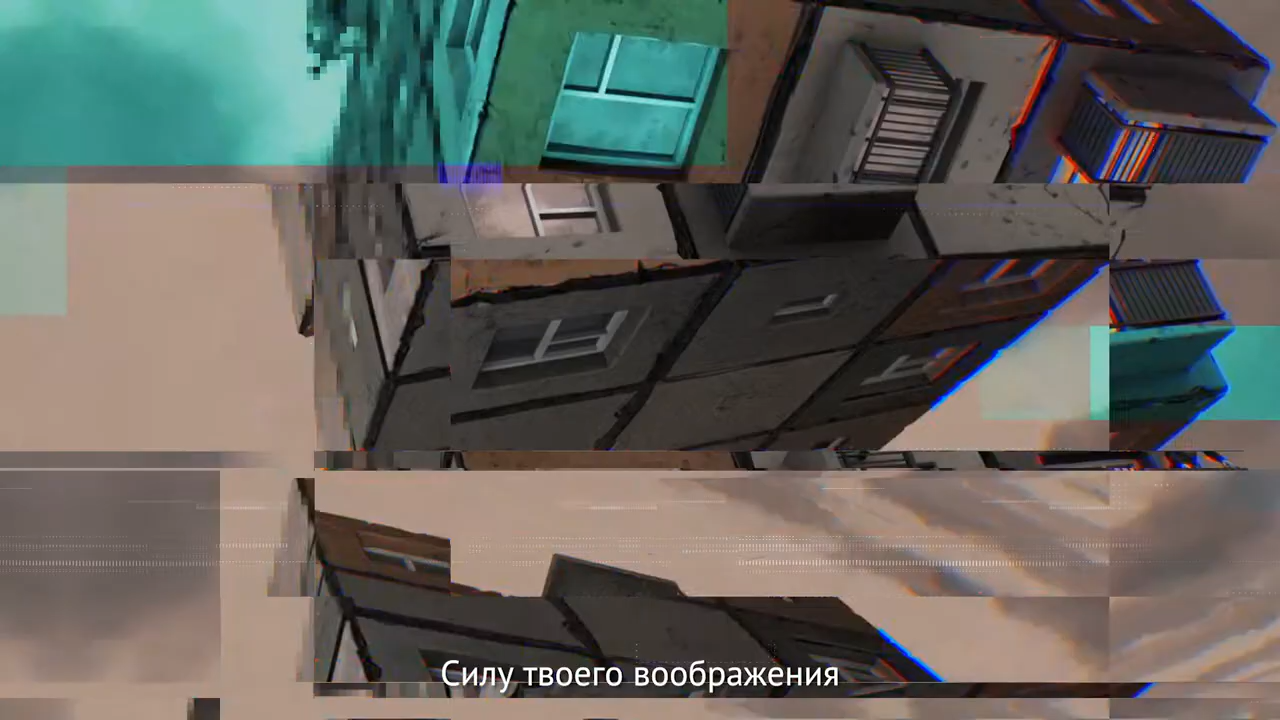 Силу твоего воображения